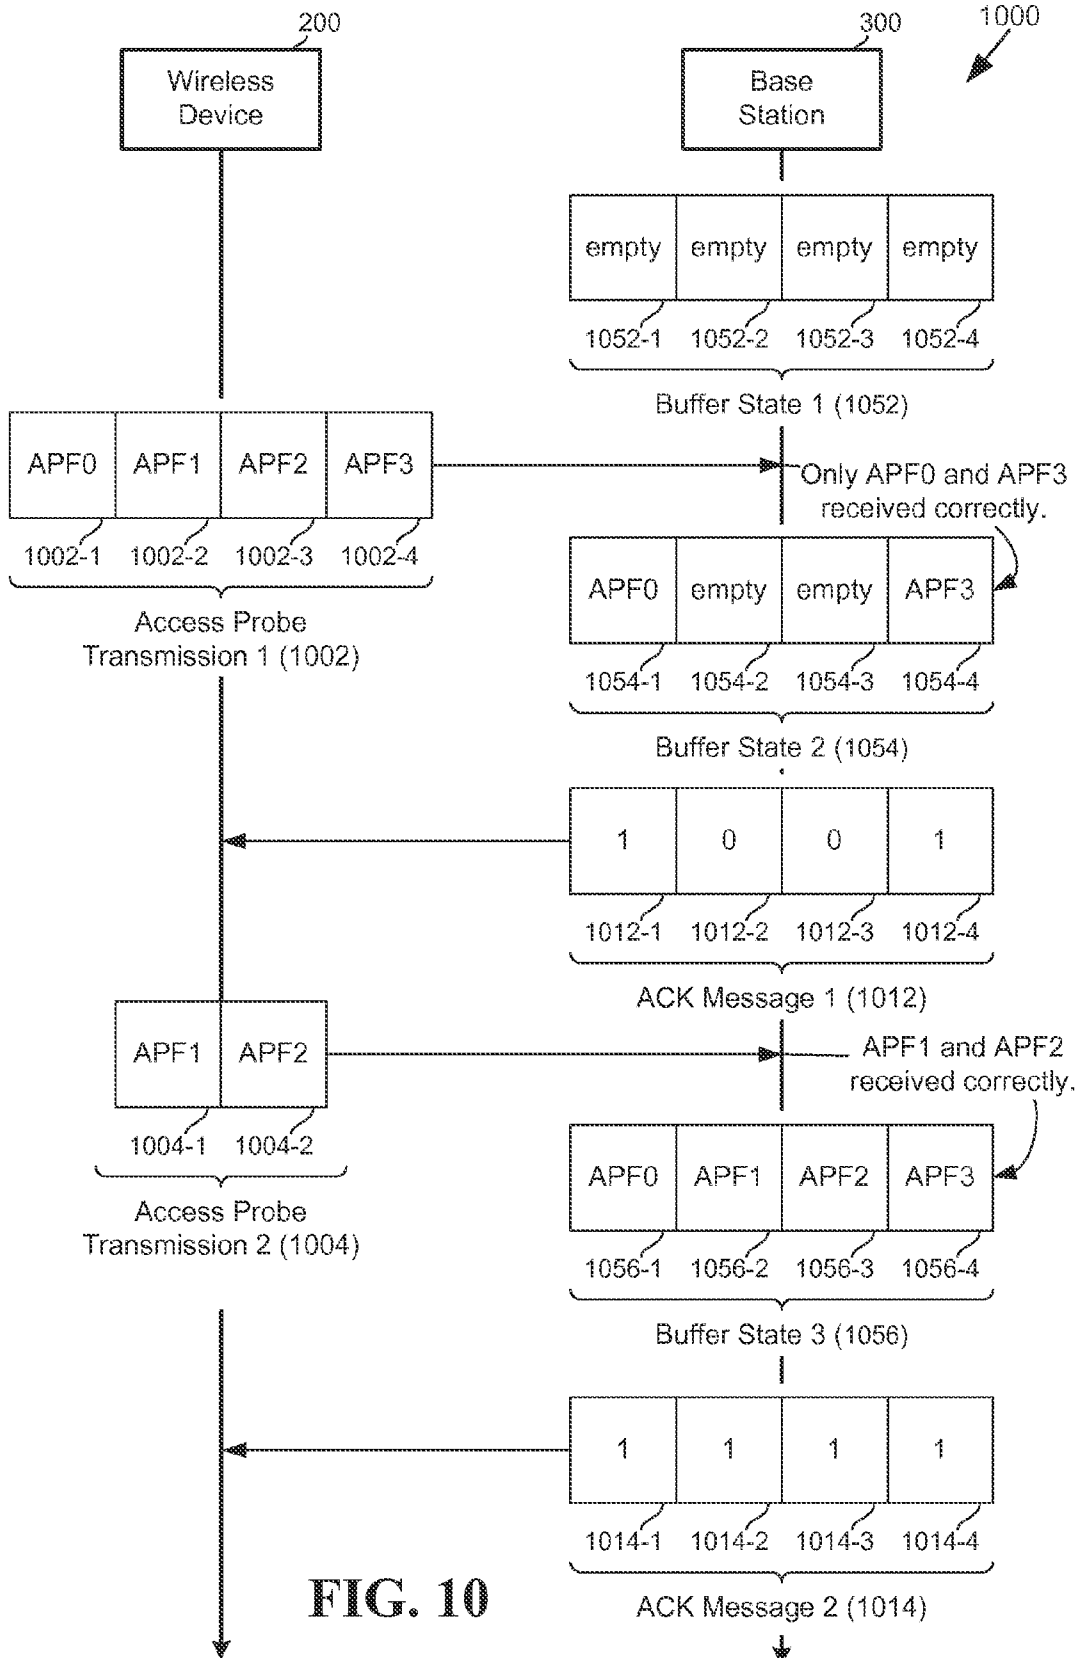 200
300
1000
Wireless
Device
Base
Station
empty empty empty empty
1052-1 1052-2 1052-3 1052-4
Buffer State 1 (1052)
APF0 APF1 APF2 APF3
Only APF0 and APF3
received correctly.
1002-1 1002-2 1002-3 1002-4
Access Probe
Transmission 1 (1002)
APF0 empty empty APF3
1054-1 1054-2 1054-3 1054-4
Buffer State 2 (1054)
1 0 0 1
1012-1 1012-2 1012-3 1012-4
ACK Message 1 (1012)
APF1 APF2
APF1 and APF2
received correctly.
1004-1 1004-2
Access Probe
Transmission 2 (1004)
APF0 APF1 APF2 APF3
1056-1 1056-2 1056-3 1056-4
Buffer State 3 (1056)
1 1 1 1
1014-1 1014-2 1014-3 1014-4
ACK Message 2 (1014)
FIG. 10